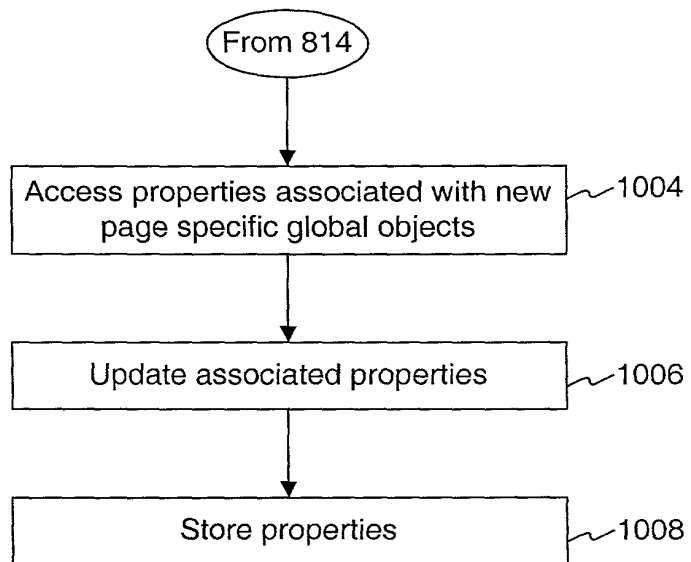 From 814
Access properties associated with new
page specific global objects
1004
Update associated properties
1006
Store properties
1008